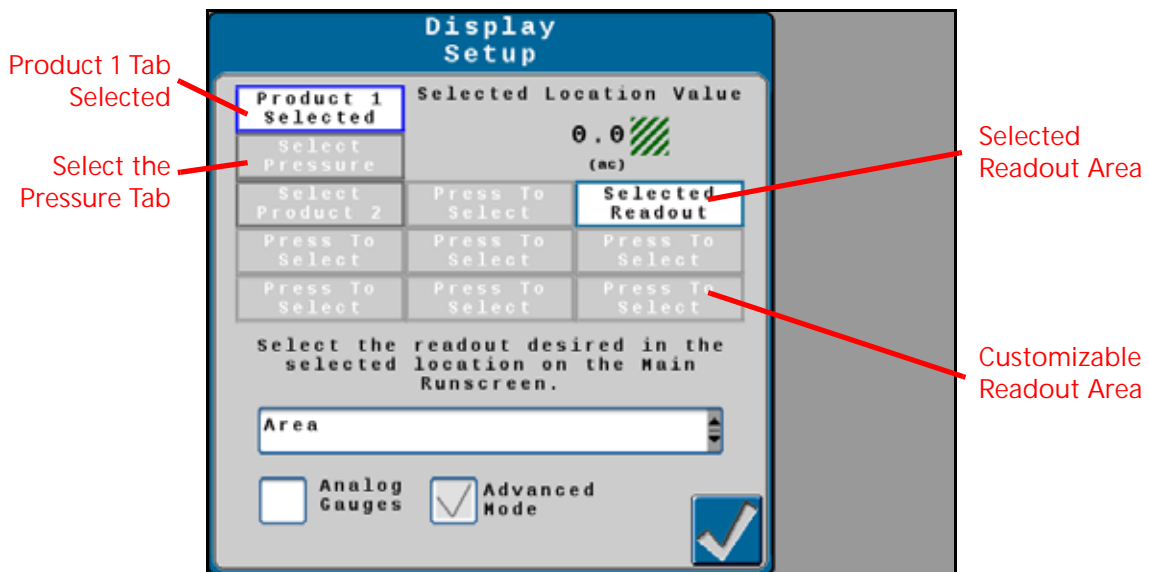 Display
Setup
Product 1 Tab
Selected
Product 1
Selected
Selected Location Value
0.0
(ac)
Select the
Pressure Tab
Select
Pressure
Selected
Readout Area
Select
Product 2
Press To
Select
Selected
Readout
Press To
Select
Press To
Select
Press To
Select
Press To
Select
Press To
Select
Press To
Select
Customizable
Readout Area
Select the readout desired in the
selected location on the Main
Runscreen.
Area
Analog
Gauges
Advanced
Mode